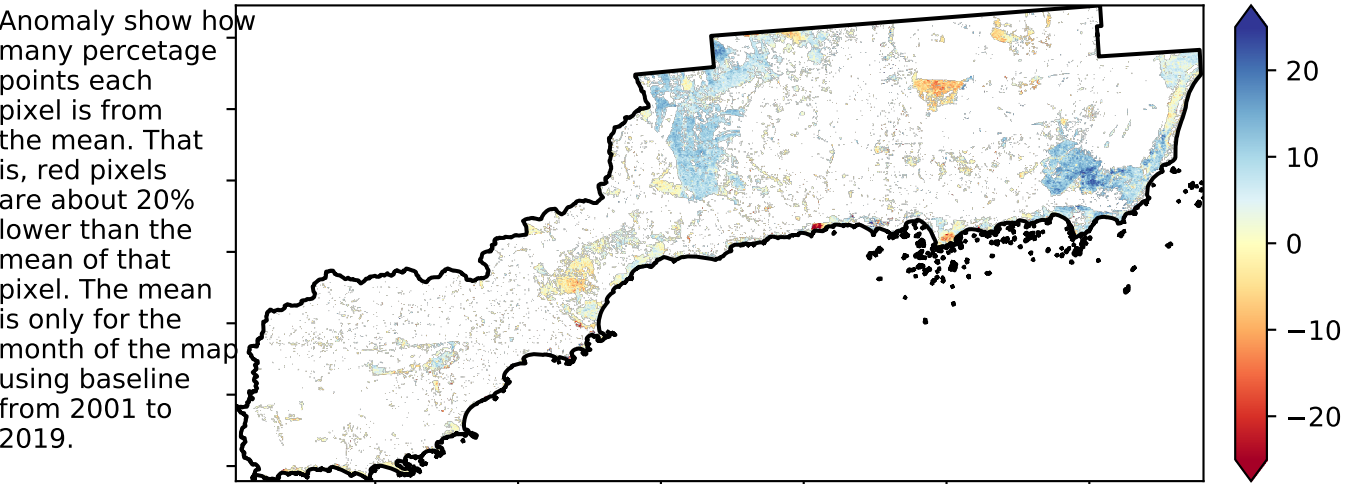 Anomaly show how
many percetage
points each
pixel is from
the mean. That
is, red pixels
are about 20%
lower than the
mean of that
pixel. The mean
is only for the
month of the map
using baseline
from 2001 to
2019.
20
10
0
−10
−20